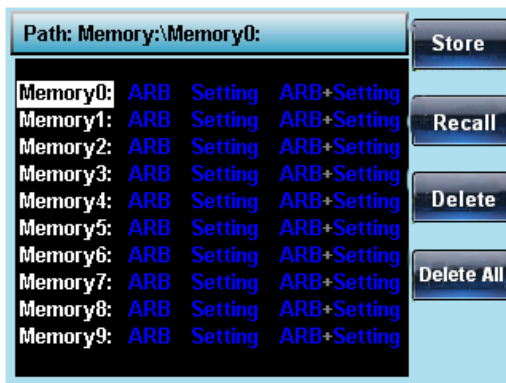 Path: Memory:\Memory0:
Memory0: ARB Setting ARB+Setting
Memory1: ARB Setting ARB+Setting
Memory2: ARB Setting ARB+Setting
Memory3: ARB Setting ARB+Setting
Memory4: ARB Setting ARB+Setting
Memory5: ARB Setting ARB+Setting
Memory6: ARB Setting ARB+Setting
Memory7: ARB Setting ARB+Setting
Memory8: ARB Setting ARB+Setting
Memory9: ARB Setting ARB+Setting
Store
Recall
Delete
Delete All